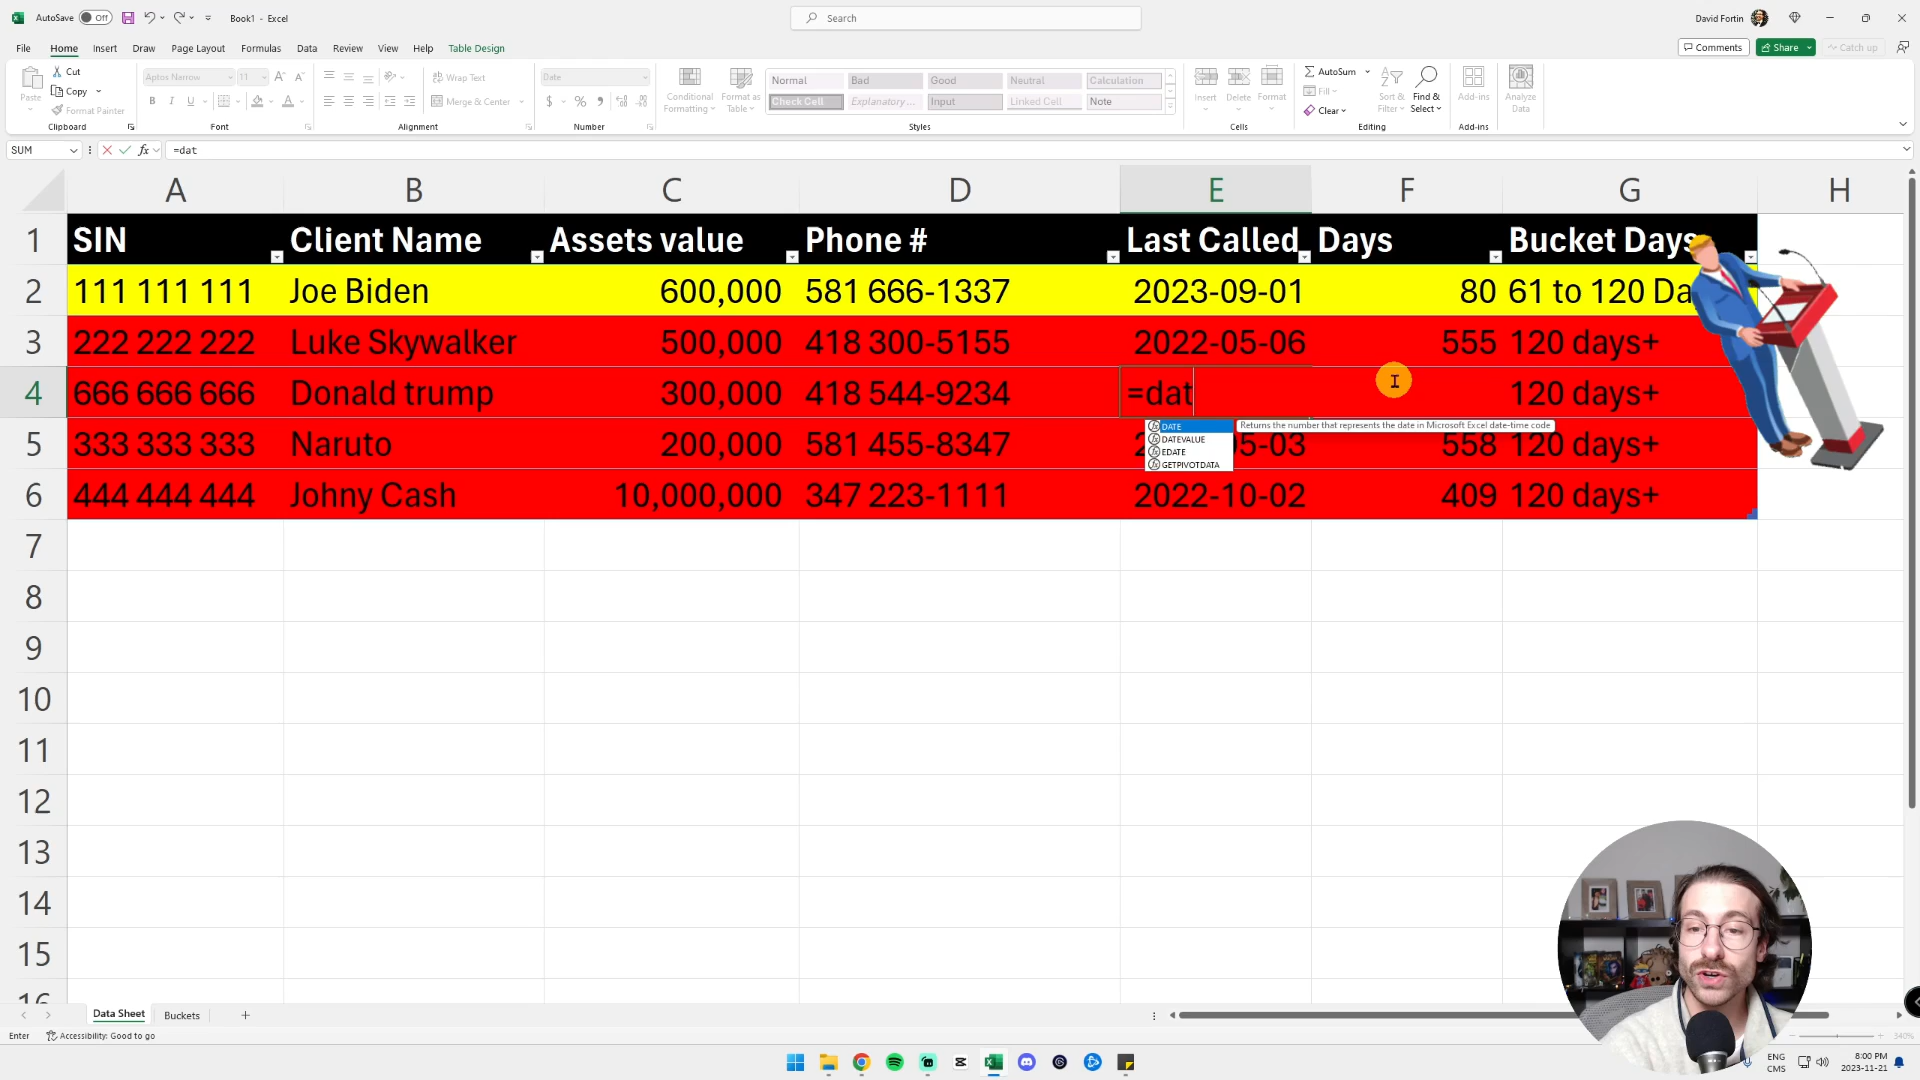 AutoSave Off Book1 - Excel Search David Fortin
File Home Insert Draw Page Layout Formulas Data Review View Help Table Design Comments Share Catch up
Paste Cut Copy Format Painter Clipboard
Aptos Narrow 11 A A B I U A Font
Wrap Text Merge & Center Alignment
Date $ % , Number
Conditional Formatting Format as Table
Normal Bad Good Neutral Calculation
Check Cell Explanatory... Input Linked Cell Note
Styles
Insert Delete Format Cells
AutoSum Fill Clear Sort & Filter Find & Select Editing
Add-ins Add-ins
Analyze Data
SUM fx =dat
A B C D E F G H
1 SIN Client Name Assets value Phone # Last Called Days Bucket Days
2 111 111 111 Joe Biden 600,000 581 666-1337 2023-09-01 80 61 to 120 Da
3 222 222 222 Luke Skywalker 500,000 418 300-5155 2022-05-06 555 120 days+
4 666 666 666 Donald trump 300,000 418 544-9234 =dat 120 days+
DATE Returns the number that represents the date in Microsoft Excel date-time code
DATEVALUE
EDATE
GETPIVOTDATA
5 333 333 333 Naruto 200,000 581 455-8347 2 05-03 558 120 days+
6 444 444 444 Johny Cash 10,000,000 347 223-1111 2022-10-02 409 120 days+
7
8
9
10
11
12
13
14
15
16
Data Sheet Buckets +
Enter Accessibility: Good to go 340%
ENG CMS 8:00 PM 2023-11-21